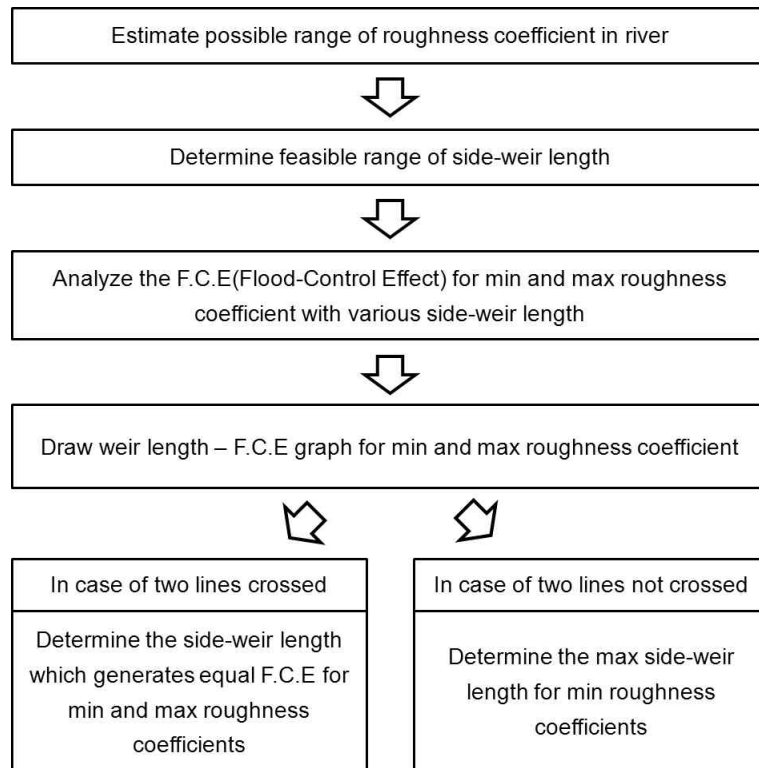 Estimate possible range of roughness coefficient in river
Determine feasible range of side-weir length
Analyze the F.C.E(Flood-Control Effect) for min and max roughness
coefficient with various side-weir length
Draw weir length – F.C.E graph for min and max roughness coefficient
In case of two lines crossed
Determine the side-weir length
which generates equal F.C.E for
min and max roughness
coefficients
In case of two lines not crossed
Determine the max side-weir
length for min roughness
coefficients